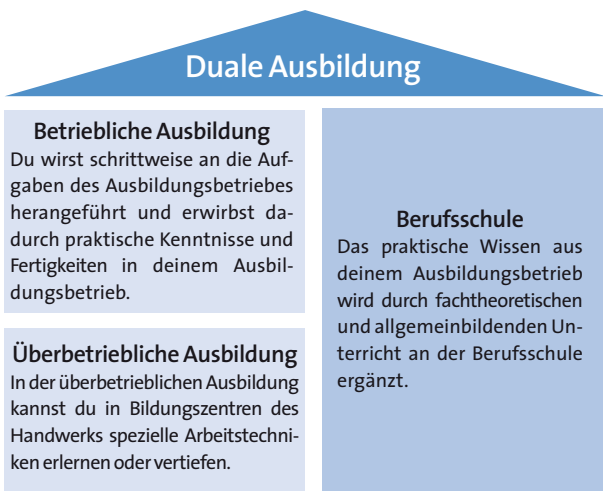 Duale Ausbildung
Betriebliche Ausbildung
Du wirst schrittweise an die Auf-
gaben des Ausbildungsbetriebes
herangeführt und erwirbst da-
durch praktische Kenntnisse und
Fertigkeiten in deinem Ausbil-
dungsbetrieb.
Überbetriebliche Ausbildung
In der überbetrieblichen Ausbildung
kannst du in Bildungszentren des
Handwerks spezielle Arbeitstechni-
ken erlernen oder vertiefen.
Berufsschule
Das praktische Wissen aus
deinem Ausbildungsbetrieb
wird durch fachtheoretischen
und allgemeinbildenden Un-
terricht an der Berufsschule
ergänzt.